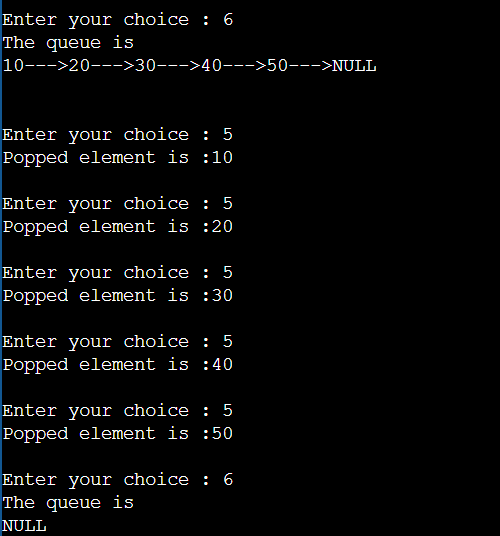 Enter your choice : 6
The queue is
10--->20--->30--->40--->50--->NULL
Enter your choice : 5
Popped element is :10
Enter your choice : 5
Popped element is :20
Enter your choice : 5
Popped element is :30
Enter your choice : 5
Popped element is :40
Enter your choice : 5
Popped element is :50
Enter your choice : 6
The queue is
NULL